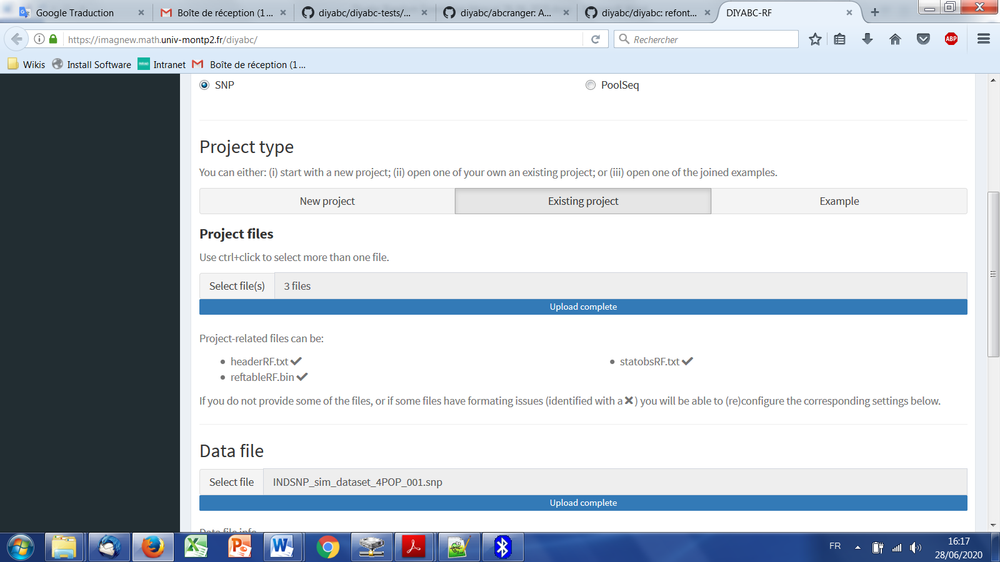 Google Traduction
Boîte de réception (1 ...
diyabc/diyabc-tests/...
diyabc/abcranger: A...
diyabc/diyabc: refont...
DIYABC-RF
https://imagnew.math.univ-montp2.fr/diyabc/
Rechercher
ABP
Wikis
Install Software
Intranet
Boîte de réception (1 ...
SNP
PoolSeq
Project type
You can either: (i) start with a new project; (ii) open one of your own an existing project; or (iii) open one of the joined examples.
New project
Existing project
Example
Project files
Use ctrl+click to select more than one file.
Select file(s)
3 files
Upload complete
Project-related files can be:
headerRF.txt
statobsRF.txt
reftableRF.bin
If you do not provide some of the files, or if some files have formating issues (identified with a ✖) you will be able to (re)configure the corresponding settings below.
Data file
Select file
INDSNP_sim_dataset_4POP_001.snp
Upload complete
Data file info
FR
16:17
28/06/2020